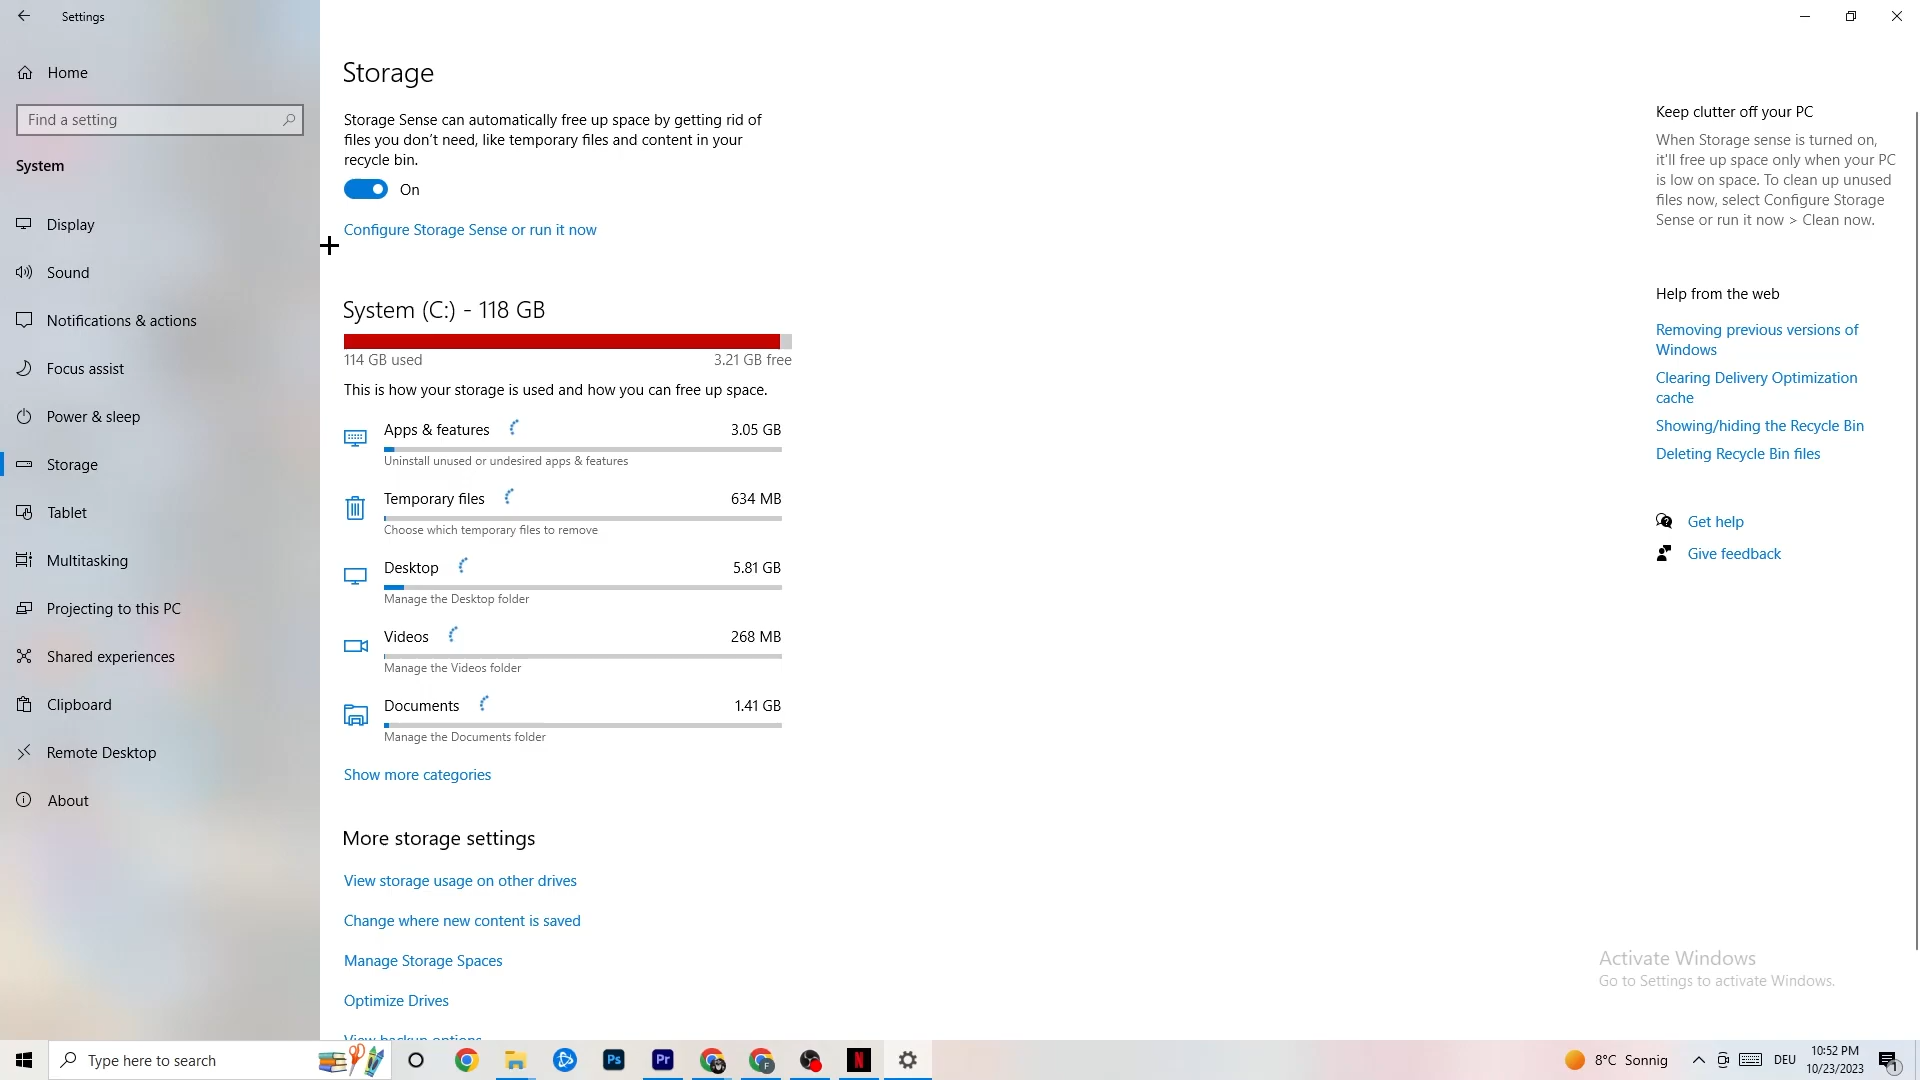 Settings
Home
Find a setting
System
Display
Sound
Notifications & actions
Focus assist
Power & sleep
Storage
Tablet
Multitasking
Projecting to this PC
Shared experiences
Clipboard
Remote Desktop
About
Storage
Storage Sense can automatically free up space by getting rid of
files you don't need, like temporary files and content in your
recycle bin.
On
Configure Storage Sense or run it now
System (C:) - 118 GB
114 GB used 3.21 GB free
This is how your storage is used and how you can free up space.
Apps & features 3.05 GB
Uninstall unused or undesired apps & features
Temporary files 634 MB
Choose which temporary files to remove
Desktop 5.81 GB
Manage the Desktop folder
Videos 268 MB
Manage the Videos folder
Documents 1.41 GB
Manage the Documents folder
Show more categories
More storage settings
View storage usage on other drives
Change where new content is saved
Manage Storage Spaces
Optimize Drives
View backup options
Keep clutter off your PC
When Storage sense is turned on,
it'll free up space only when your PC
is low on space. To clean up unused
files now, select Configure Storage
Sense or run it now > Clean now.
Help from the web
Removing previous versions of
Windows
Clearing Delivery Optimization
cache
Showing/hiding the Recycle Bin
Deleting Recycle Bin files
Get help
Give feedback
Activate Windows
Go to Settings to activate Windows.
Type here to search
Ps
Pr
F
N
8°C Sonnig
DEU
10:52 PM
10/23/2023
1